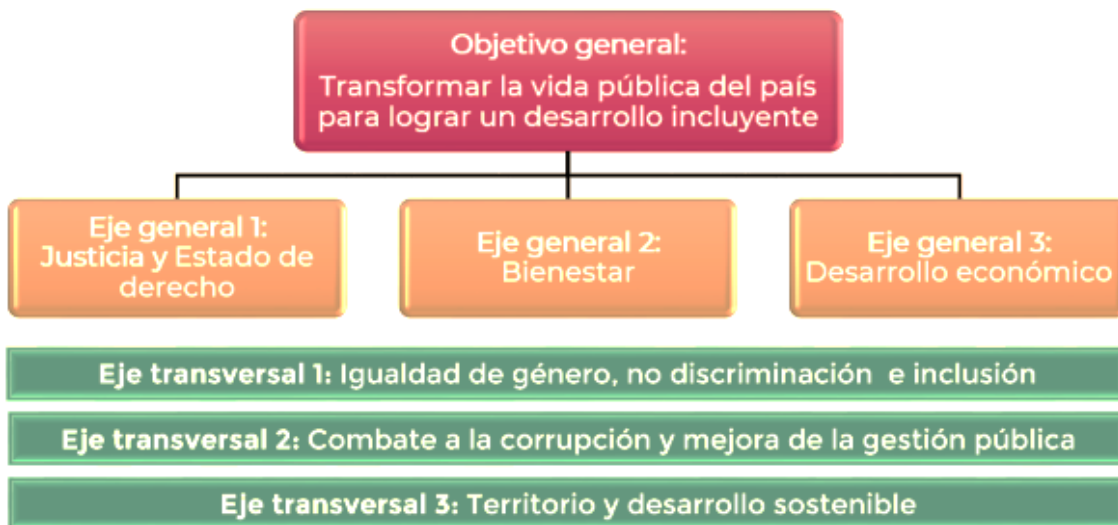 Objetivo general:
Transformar la vida pública del país
para lograr un desarrollo incluyente
Eje general 1:
Justicia y Estado de
derecho
Eje general 2:
Bienestar
Eje general 3:
Desarrollo económico
Eje transversal 1: Igualdad de género, no discriminación e inclusión
Eje transversal 2: Combate a la corrupción y mejora de la gestión pública
Eje transversal 3: Territorio y desarrollo sostenible